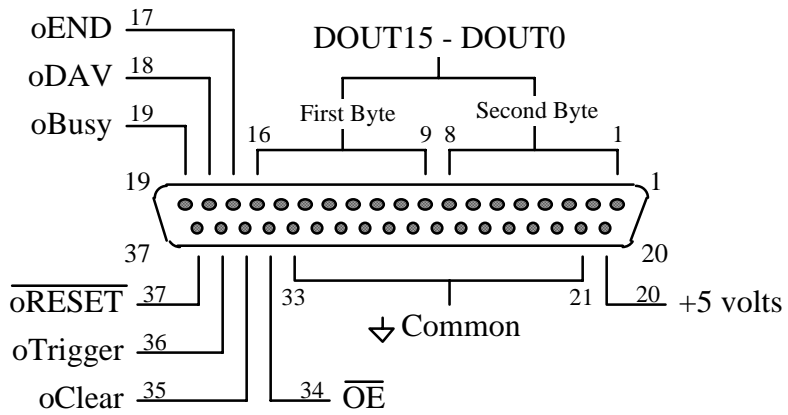 oEND 17
DOUT15 - DOUT0
oDAV 18
oBusy 19
First Byte
Second Byte
16
9
8
1
19
1
37
20
oRESET 37
33
21
20 +5 volts
Common
oTrigger 36
oClear 35
34 OE